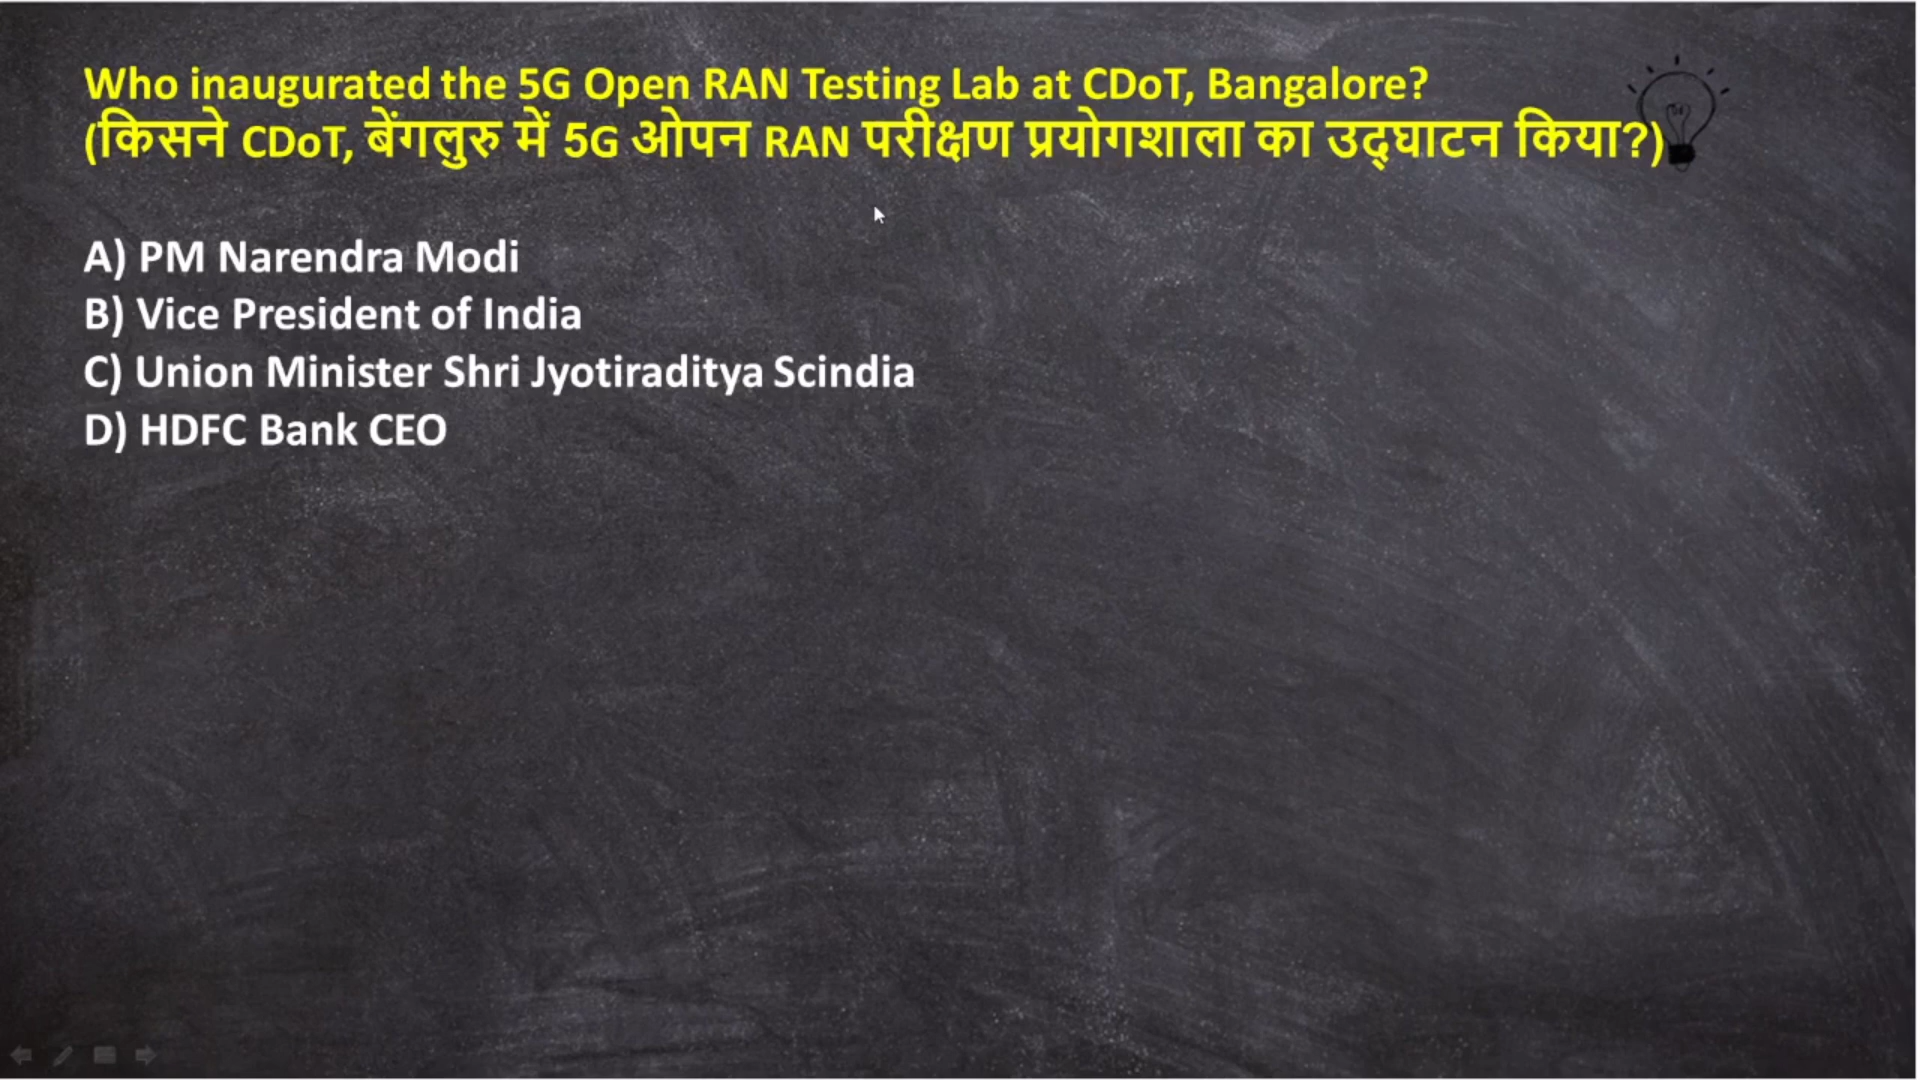 Who inaugurated the 5G Open RAN Testing Lab at CDoT, Bangalore?
(किसने CDoT, बेंगलुरु में 5G ओपन RAN परीक्षण प्रयोगशाला का उद्घाटन किया?)
A) PM Narendra Modi
B) Vice President of India
C) Union Minister Shri Jyotiraditya Scindia
D) HDFC Bank CEO